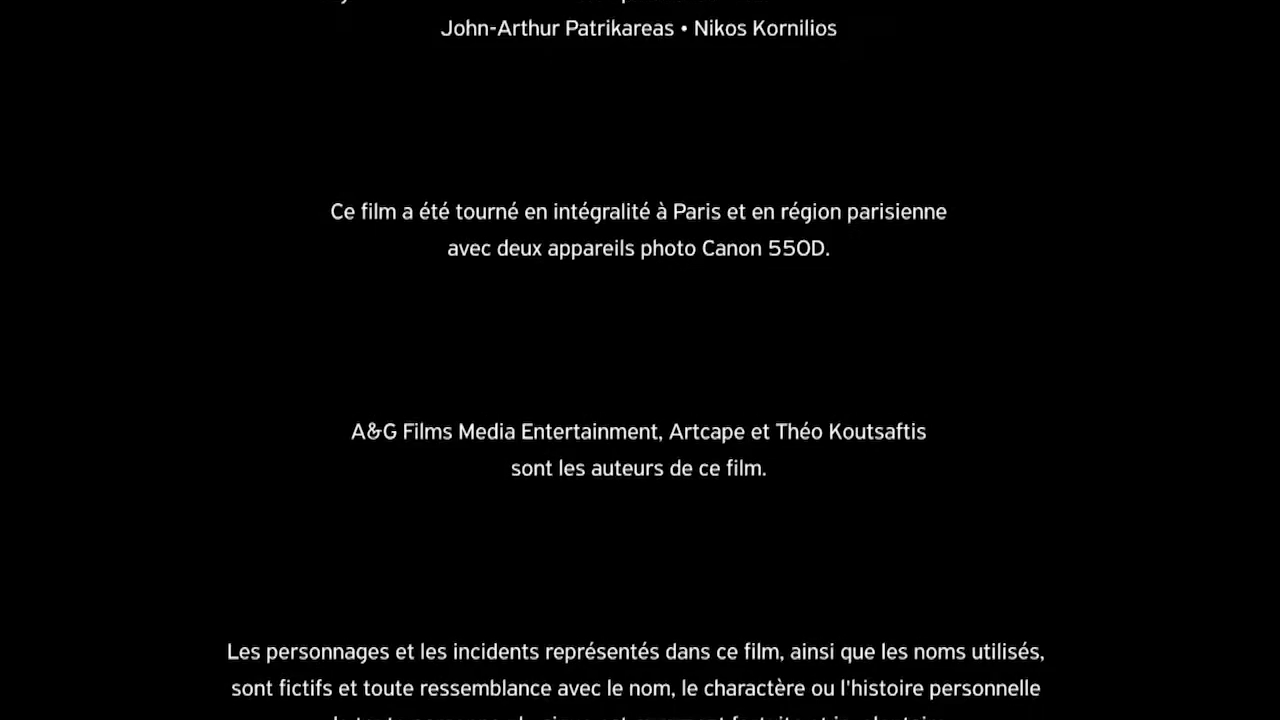 John-Arthur Patrikareas • Nikos Kornilios
Ce film a été tourné en intégralité à Paris et en région parisienne
avec deux appareils photo Canon 550D.
A&G Films Media Entertainment, Artcape et Théo Koutsaftis
sont les auteurs de ce film.
Les personnages et les incidents représentés dans ce film, ainsi que les noms utilisés,
sont fictifs et toute ressemblance avec le nom, le charactère ou l'histoire personnelle